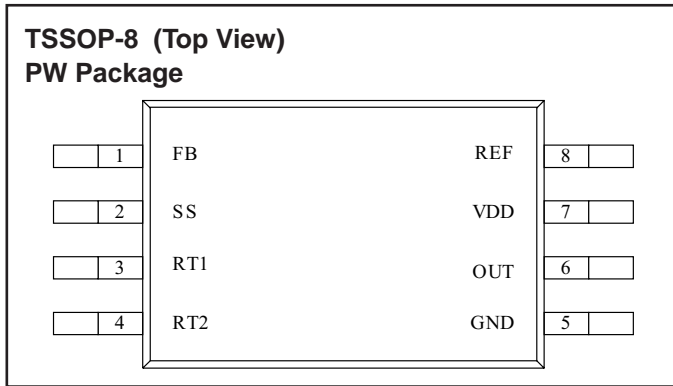 TSSOP-8 (Top View)
PW Package
1 FB REF 8
2 SS VDD 7
3 RT1 OUT 6
4 RT2 GND 5